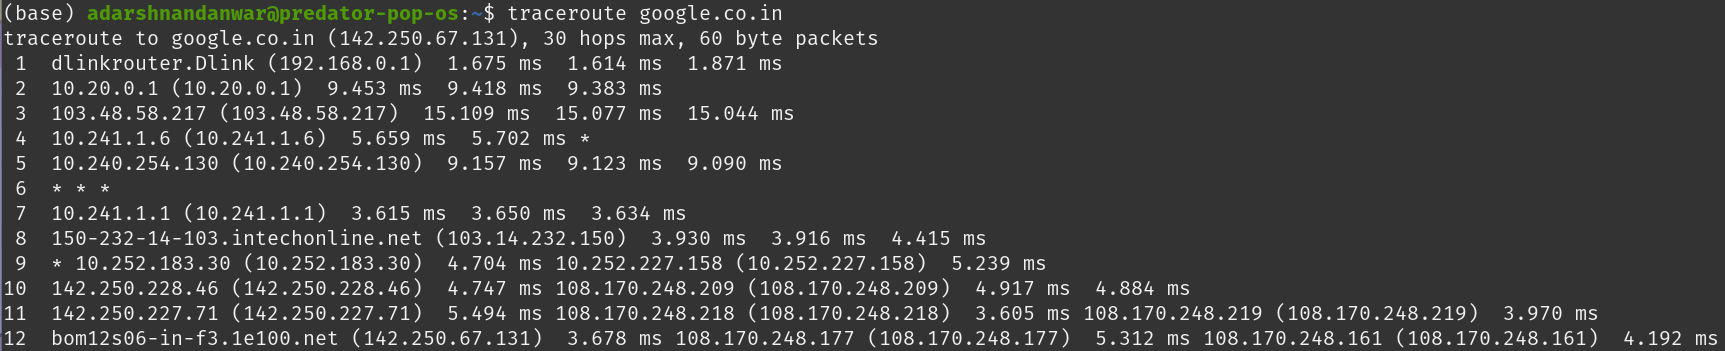 (base) adarshnandanwar@predator-pop-os:~$ traceroute google.co.in
traceroute to google.co.in (142.250.67.131), 30 hops max, 60 byte packets
 1  dlinkrouter.Dlink (192.168.0.1)  1.675 ms  1.614 ms  1.871 ms
 2  10.20.0.1 (10.20.0.1)  9.453 ms  9.418 ms  9.383 ms
 3  103.48.58.217 (103.48.58.217)  15.109 ms  15.077 ms  15.044 ms
 4  10.241.1.6 (10.241.1.6)  5.659 ms  5.702 ms *
 5  10.240.254.130 (10.240.254.130)  9.157 ms  9.123 ms  9.090 ms
 6  * * *
 7  10.241.1.1 (10.241.1.1)  3.615 ms  3.650 ms  3.634 ms
 8  150-232-14-103.intechonline.net (103.14.232.150)  3.930 ms  3.916 ms  4.415 ms
 9  * 10.252.183.30 (10.252.183.30)  4.704 ms 10.252.227.158 (10.252.227.158)  5.239 ms
10  142.250.228.46 (142.250.228.46)  4.747 ms 108.170.248.209 (108.170.248.209)  4.917 ms  4.884 ms
11  142.250.227.71 (142.250.227.71)  5.494 ms 108.170.248.218 (108.170.248.218)  3.605 ms 108.170.248.219 (108.170.248.219)  3.970 ms
12  bom12s06-in-f3.1e100.net (142.250.67.131)  3.678 ms 108.170.248.177 (108.170.248.177)  5.312 ms 108.170.248.161 (108.170.248.161)  4.192 ms